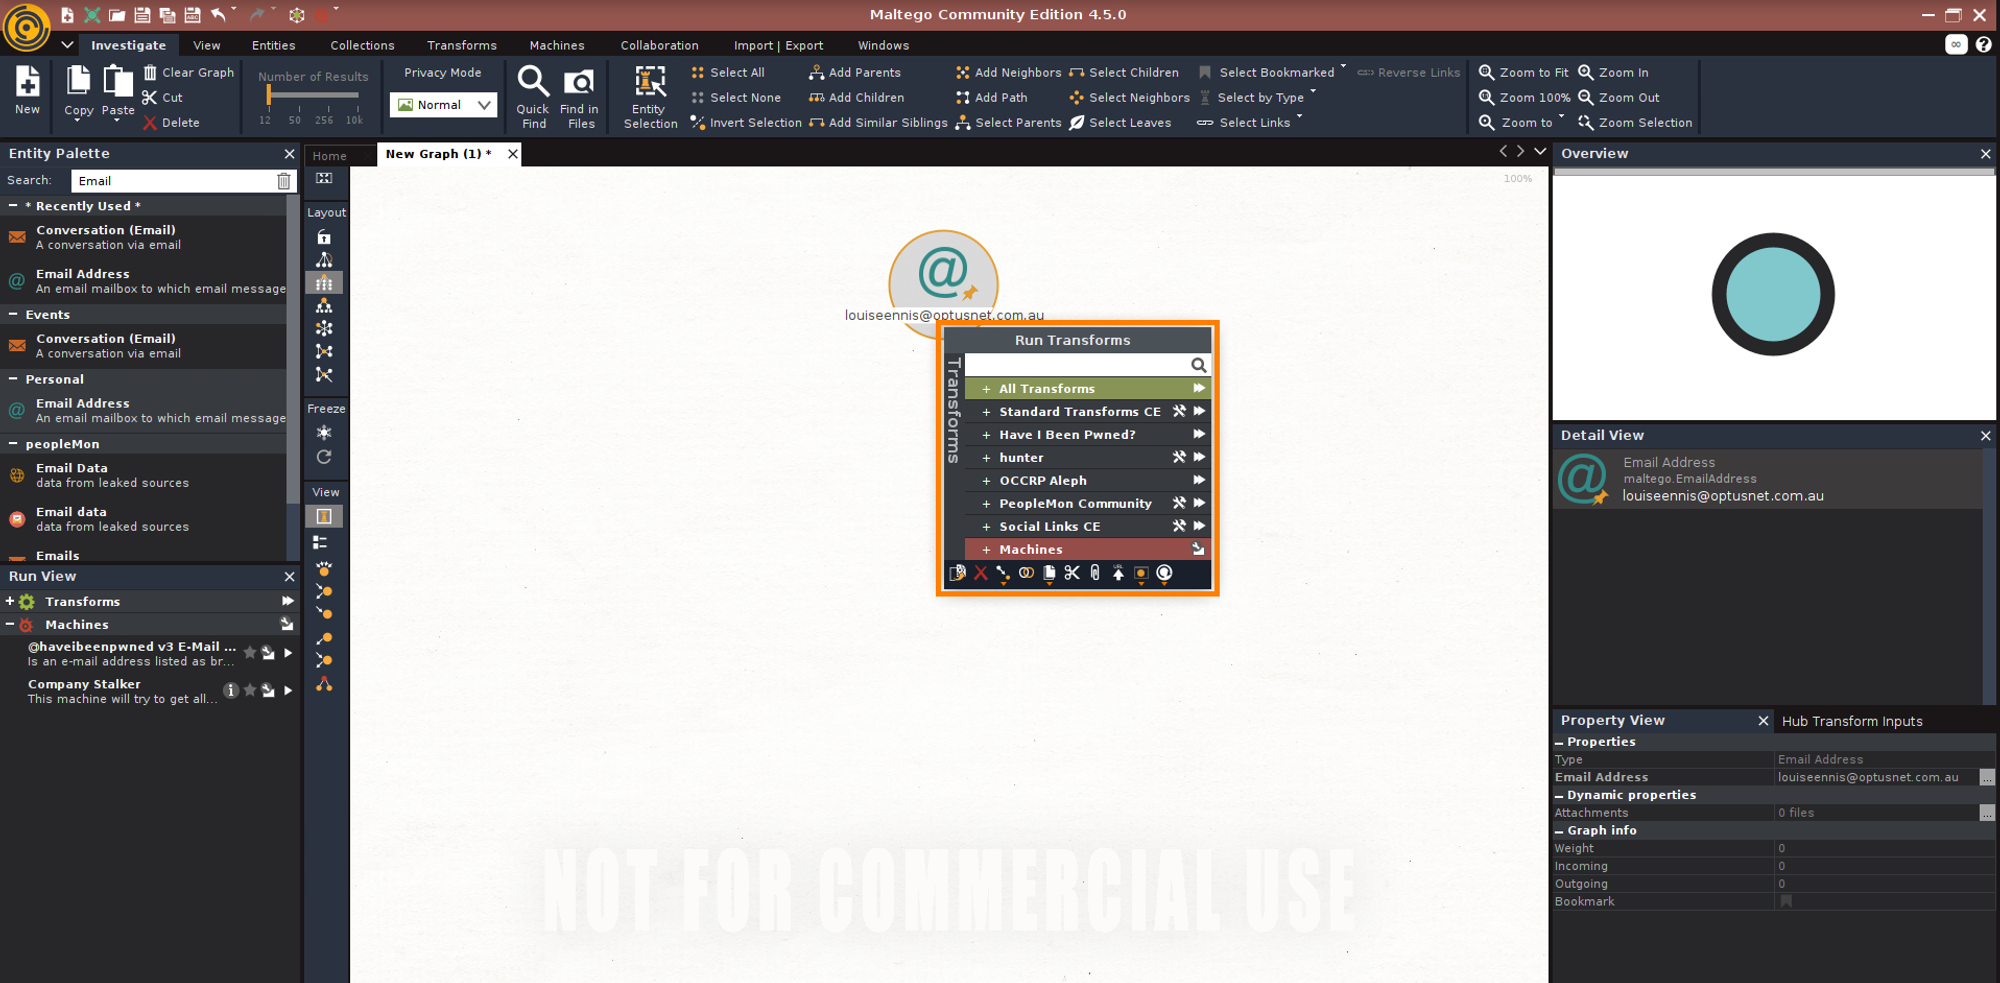 Maltego Community Edition 4.5.0
Investigate View Entities Collections Transforms Machines Collaboration Import | Export Windows
New
Copy Paste
Clear Graph
Cut
Delete
Number of Results
12 50 256 10k
Privacy Mode
Normal
Quick Find
Find in Files
Entity Selection
Select All
Select None
Invert Selection
Add Parents
Add Children
Add Similar Siblings
Add Neighbors
Add Path
Select Parents
Select Children
Select Neighbors
Select Leaves
Select Bookmarked
Select by Type
Select Links
Reverse Links
Zoom to Fit
Zoom 100%
Zoom to
Zoom In
Zoom Out
Zoom Selection
Entity Palette
Search: Email
* Recently Used *
Conversation (Email)
A conversation via email
Email Address
An email mailbox to which email message
Events
Conversation (Email)
A conversation via email
Personal
Email Address
An email mailbox to which email message
peopleMon
Email Data
data from leaked sources
Email data
data from leaked sources
Emails
Run View
Transforms
Machines
@haveibeenpwned v3 E-Mail ...
Is an e-mail address listed as br...
Company Stalker
This machine will try to get all...
Home
New Graph (1) *
Layout
Freeze
View
100%
louiseennis@optusnet.com.au
Run Transforms
Transforms
+ All Transforms
+ Standard Transforms CE
+ Have I Been Pwned?
+ hunter
+ OCCRP Aleph
+ PeopleMon Community
+ Social Links CE
+ Machines
NOT FOR COMMERCIAL USE
Overview
Detail View
Email Address
maltego.EmailAddress
louiseennis@optusnet.com.au
Property View
Hub Transform Inputs
Properties
Type Email Address
Email Address louiseennis@optusnet.com.au ...
Dynamic properties
Attachments 0 files ...
Graph info
Weight 0
Incoming 0
Outgoing 0
Bookmark